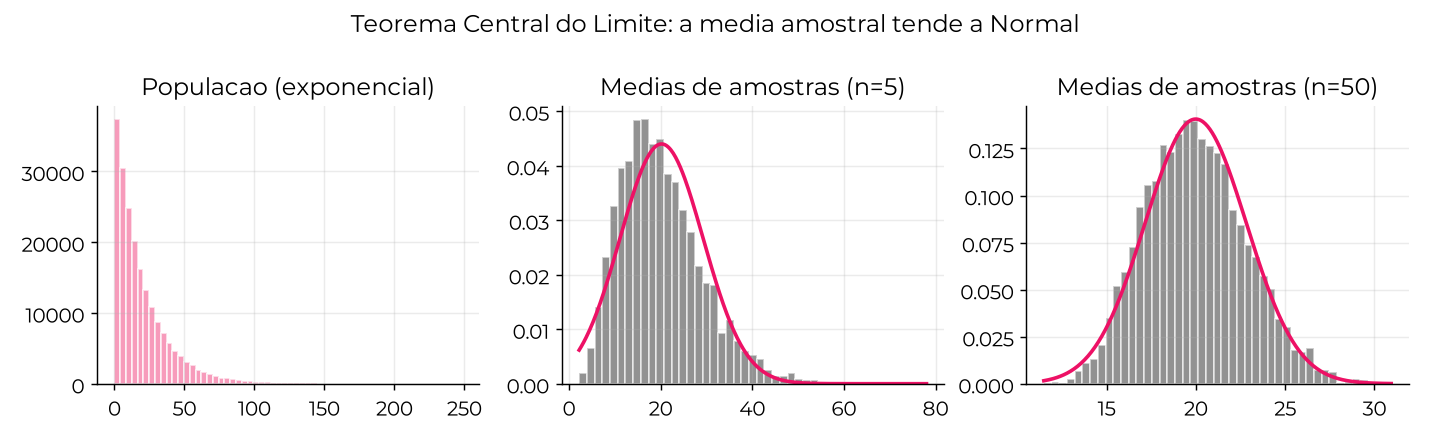 Teorema Central do Limite: a media amostral tende a Normal
Populacao (exponencial)
30000
20000
10000
0
0 50 100 150 200 250
Medias de amostras (n=5)
0.05
0.04
0.03
0.02
0.01
0.00
0 20 40 60 80
Medias de amostras (n=50)
0.125
0.100
0.075
0.050
0.025
0.000
15 20 25 30